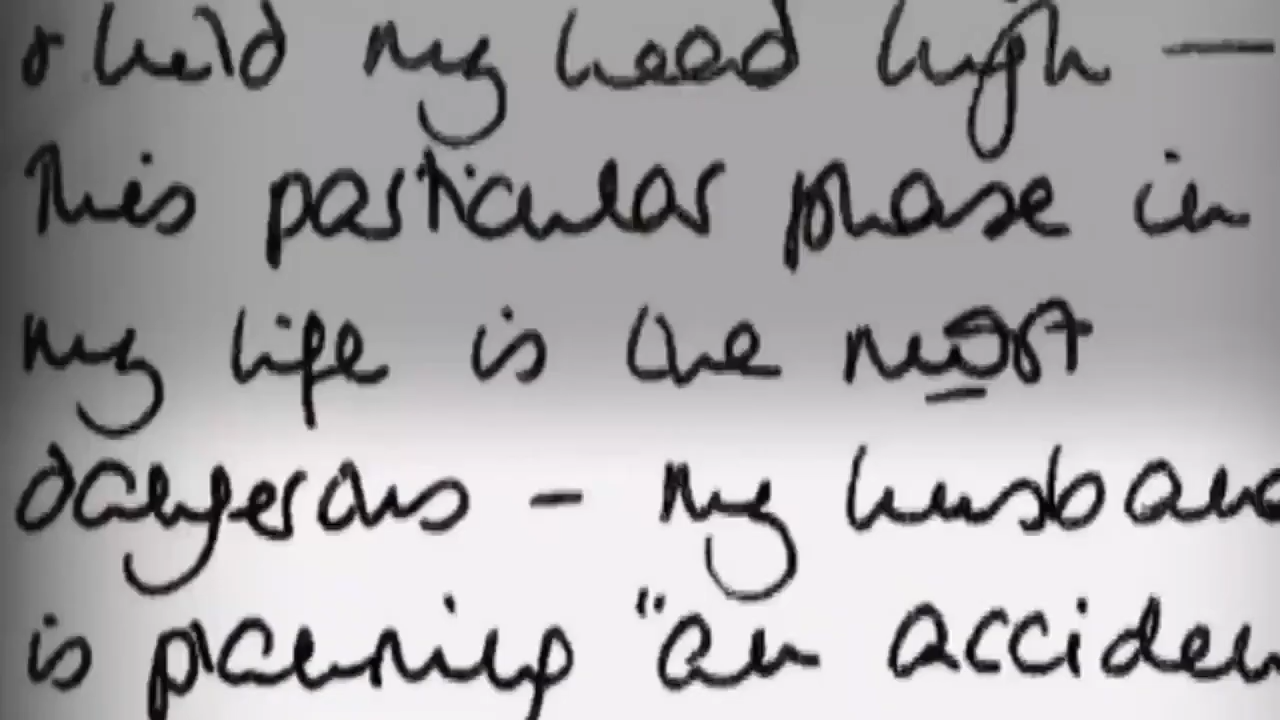 & held my head high —
This particular phase in
my life is the most
dangerous - my husban
is planning "an acciden